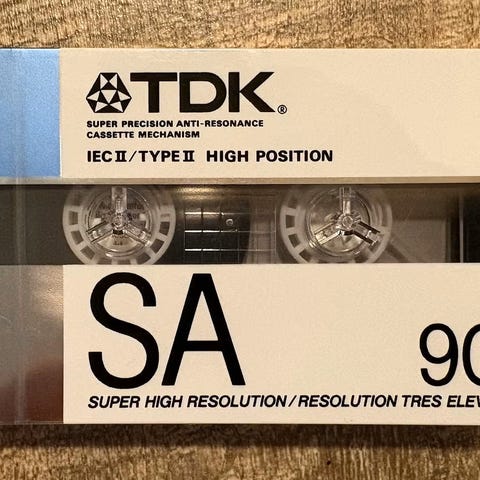 TDK®
SUPER PRECISION ANTI-RESONANCE
CASSETTE MECHANISM
IEC II/TYPE II HIGH POSITION
SA 90
SUPER HIGH RESOLUTION/RESOLUTION TRES ELEV